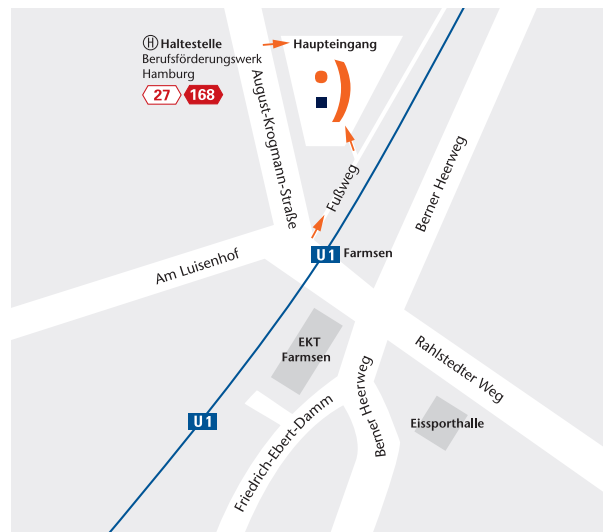 Ⓗ Haltestelle
Berufsförderungswerk
Hamburg
27 168
Haupteingang
August-Krogmann-Straße
Fußweg
Berner Heerweg
U1 Farmsen
Am Luisenhof
EKT
Farmsen
Rahlstedter Weg
Berner Heerweg
Eissporthalle
U1
Friedrich-Ebert-Damm